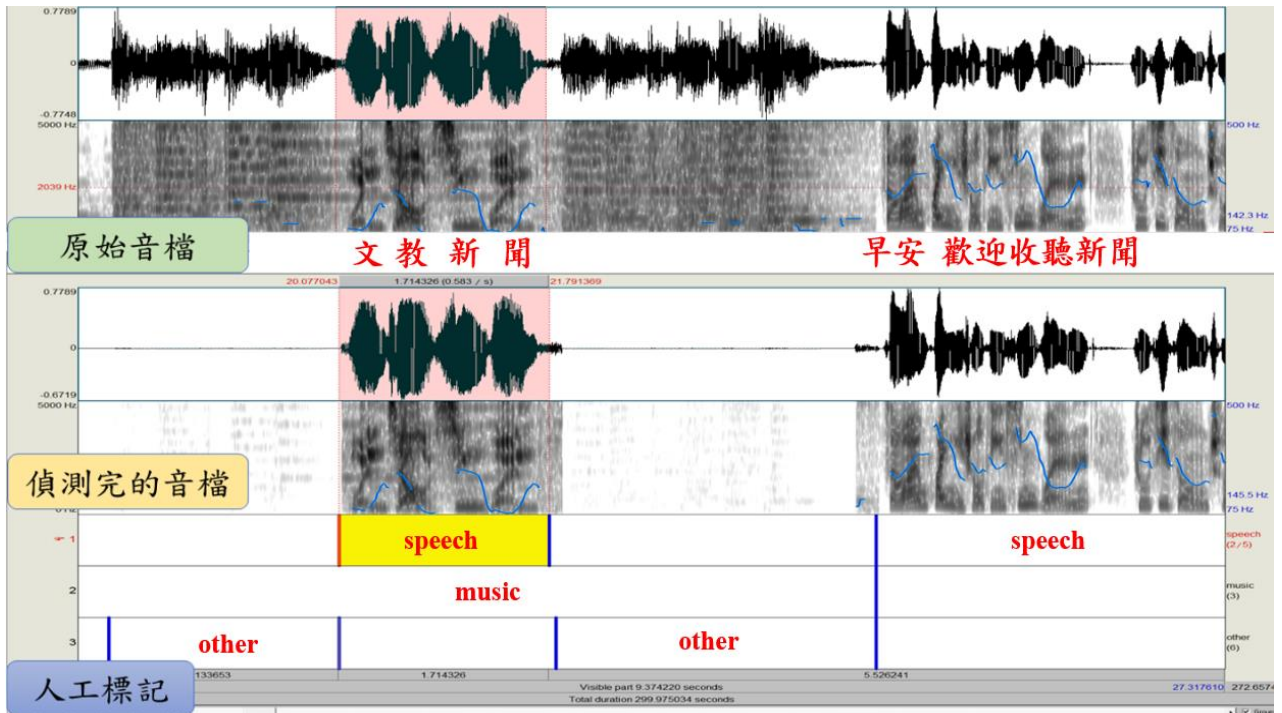 0.7789
0
-0.7748
5000 Hz
500 Hz
2039 Hz
142.3 Hz
75 Hz
原始音檔
文教新聞
早安 歡迎收聽新聞
20.077043
1.714326 (0.583 / s)
21.791369
0.7789
0
-0.6719
5000 Hz
500 Hz
偵測完的音檔
145.5 Hz
0 Hz
75 Hz
1
speech
speech
speech
(2/5)
2
music
music
(3)
3
other
other
other
(6)
人工標記
133653
1.714326
5.526241
Visible part 9.374220 seconds
27.317610
272.6574
Total duration 299.975034 seconds